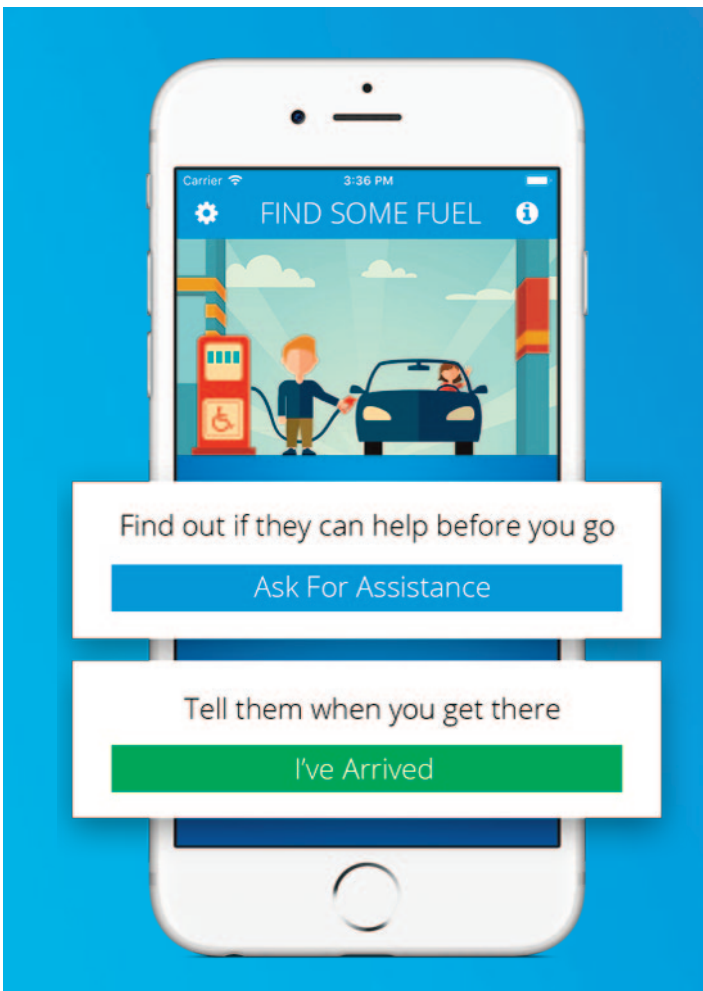 Carrier 3:36 PM
FIND SOME FUEL
Find out if they can help before you go
Ask For Assistance
Tell them when you get there
I've Arrived